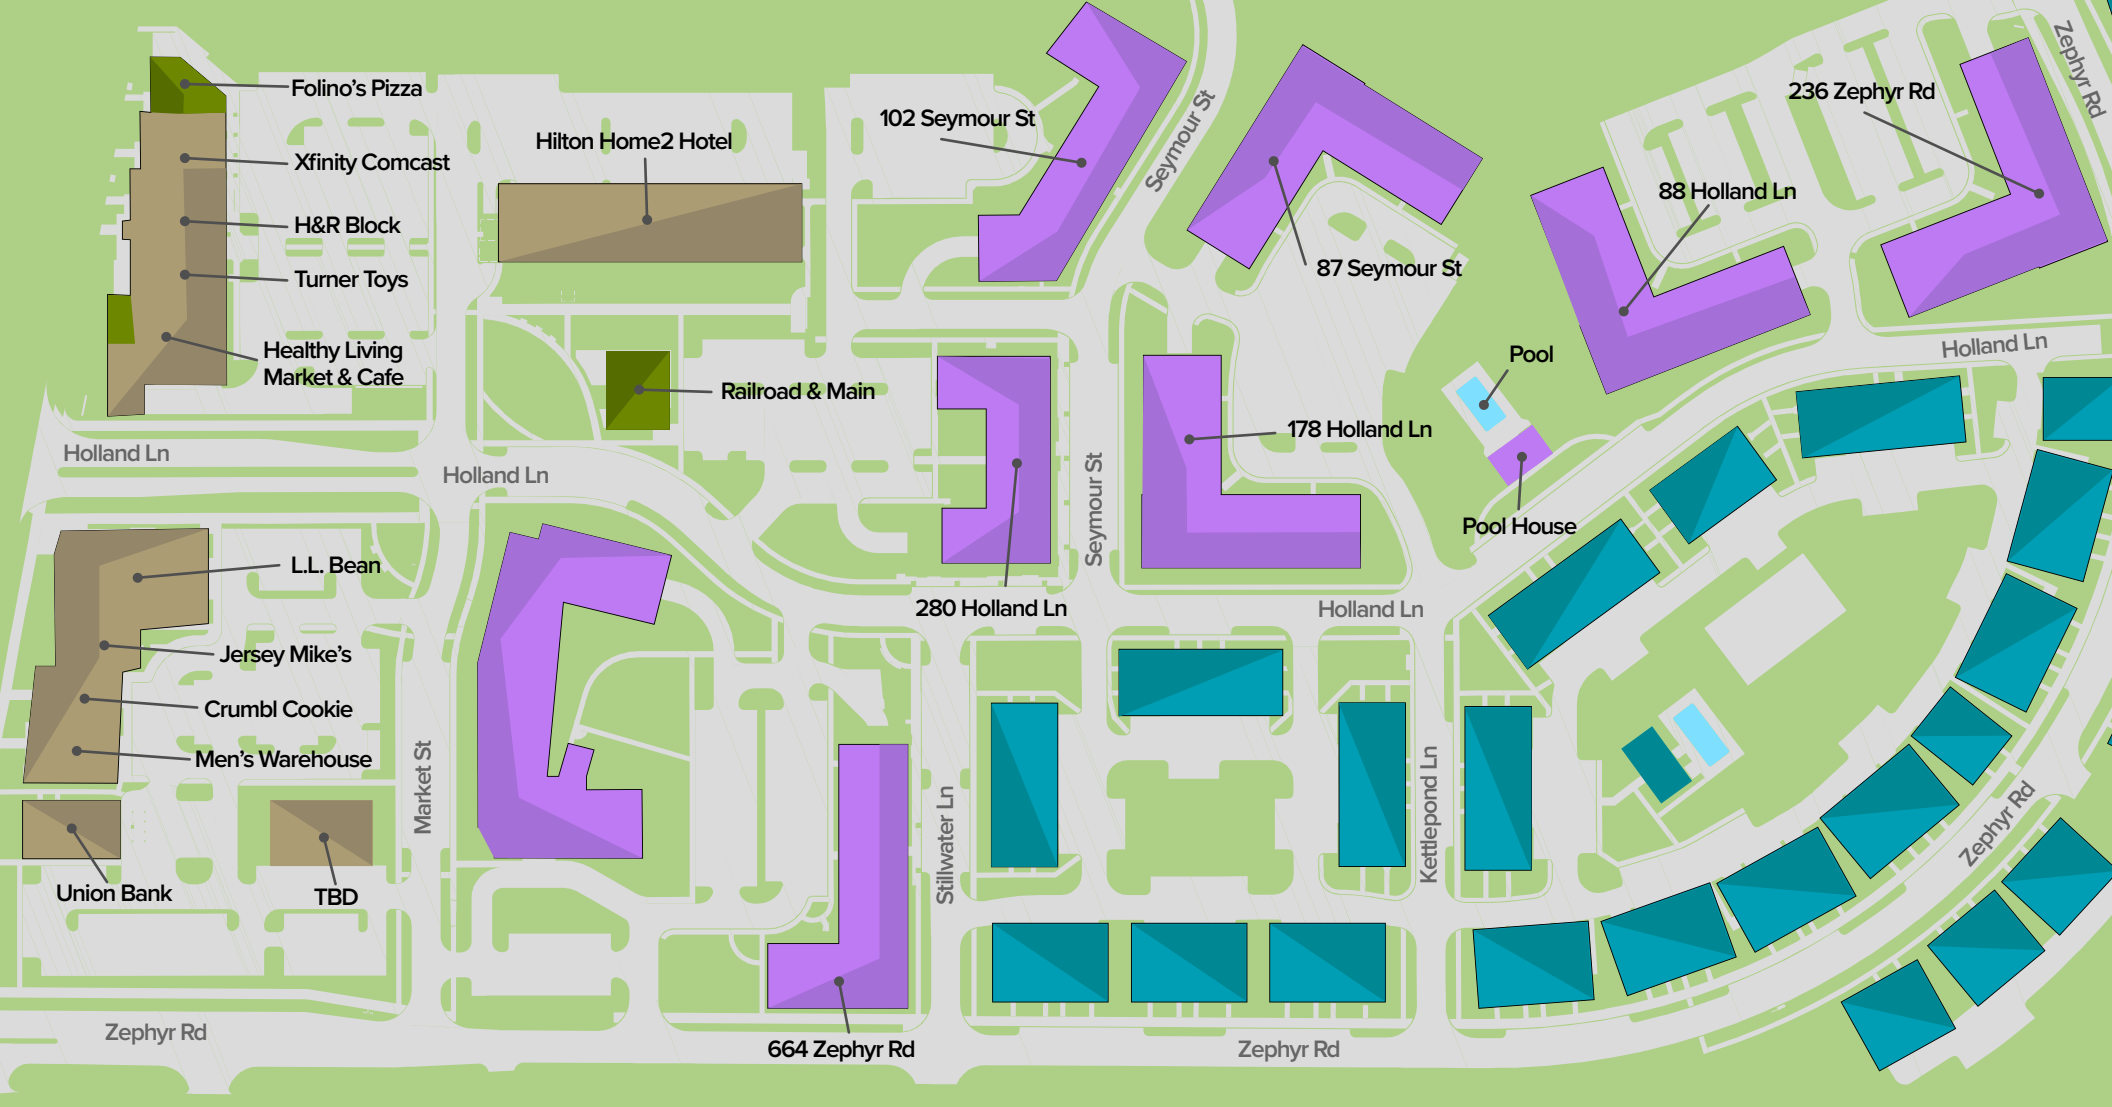 Zephyr Rd
Folino's Pizza
236 Zephyr Rd
102 Seymour St
Seymour St
Hilton Home2 Hotel
Xfinity Comcast
88 Holland Ln
H&R Block
87 Seymour St
Turner Toys
Holland Ln
Healthy Living
Market & Cafe
Pool
Railroad & Main
178 Holland Ln
Holland Ln
Holland Ln
Seymour St
Pool House
L.L. Bean
280 Holland Ln
Holland Ln
Jersey Mike's
Crumbl Cookie
Men's Warehouse
Market St
Stillwater Ln
Kettlepond Ln
Zephyr Rd
Union Bank
TBD
Zephyr Rd
664 Zephyr Rd
Zephyr Rd